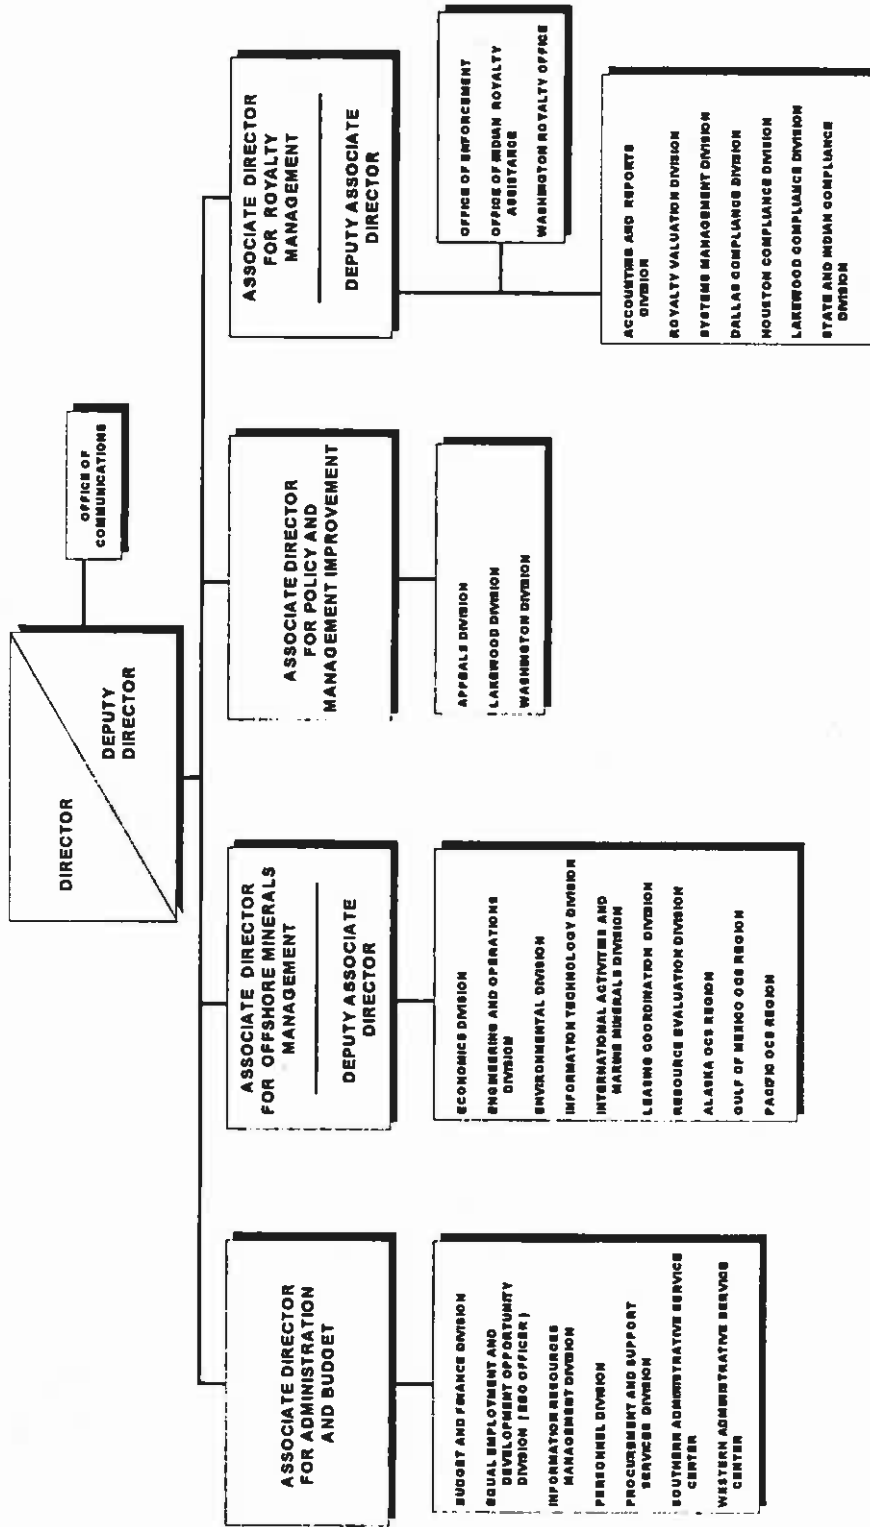 DIRECTOR
DEPUTY
DIRECTOR
OFFICE OF
COMMUNICATIONS
ASSOCIATE DIRECTOR
FOR ADMINISTRATION
AND BUDGET
BUDGET AND FINANCE DIVISION
EQUAL EMPLOYMENT AND
DEVELOPMENT OPPORTUNITY
DIVISION (EEO OFFICER)
INFORMATION RESOURCES
MANAGEMENT DIVISION
PERSONNEL DIVISION
PROCUREMENT AND SUPPORT
SERVICES DIVISION
SOUTHERN ADMINISTRATIVE SERVICE
CENTER
WESTERN ADMINISTRATIVE SERVICE
CENTER
ASSOCIATE DIRECTOR
FOR OFFSHORE MINERALS
MANAGEMENT
DEPUTY ASSOCIATE
DIRECTOR
ECONOMICS DIVISION
ENGINEERING AND OPERATIONS
DIVISION
ENVIRONMENTAL DIVISION
INFORMATION TECHNOLOGY DIVISION
INTERNATIONAL ACTIVITIES AND
MARINE MINERALS DIVISION
LEASING COORDINATION DIVISION
RESOURCE EVALUATION DIVISION
ALASKA OCS REGION
GULF OF MEXICO OCS REGION
PACIFIC OCS REGION
ASSOCIATE DIRECTOR
FOR POLICY AND
MANAGEMENT IMPROVEMENT
APPEALS DIVISION
LAKEWOOD DIVISION
WASHINGTON DIVISION
ASSOCIATE DIRECTOR
FOR ROYALTY
MANAGEMENT
DEPUTY ASSOCIATE
DIRECTOR
OFFICE OF ENFORCEMENT
OFFICE OF INDIAN ROYALTY
ASSISTANCE
WASHINGTON ROYALTY OFFICE
ACCOUNTING AND REPORTS
DIVISION
ROYALTY VALUATION DIVISION
SYSTEMS MANAGEMENT DIVISION
DALLAS COMPLIANCE DIVISION
HOUSTON COMPLIANCE DIVISION
LAKEWOOD COMPLIANCE DIVISION
STATE AND INDIAN COMPLIANCE
DIVISION